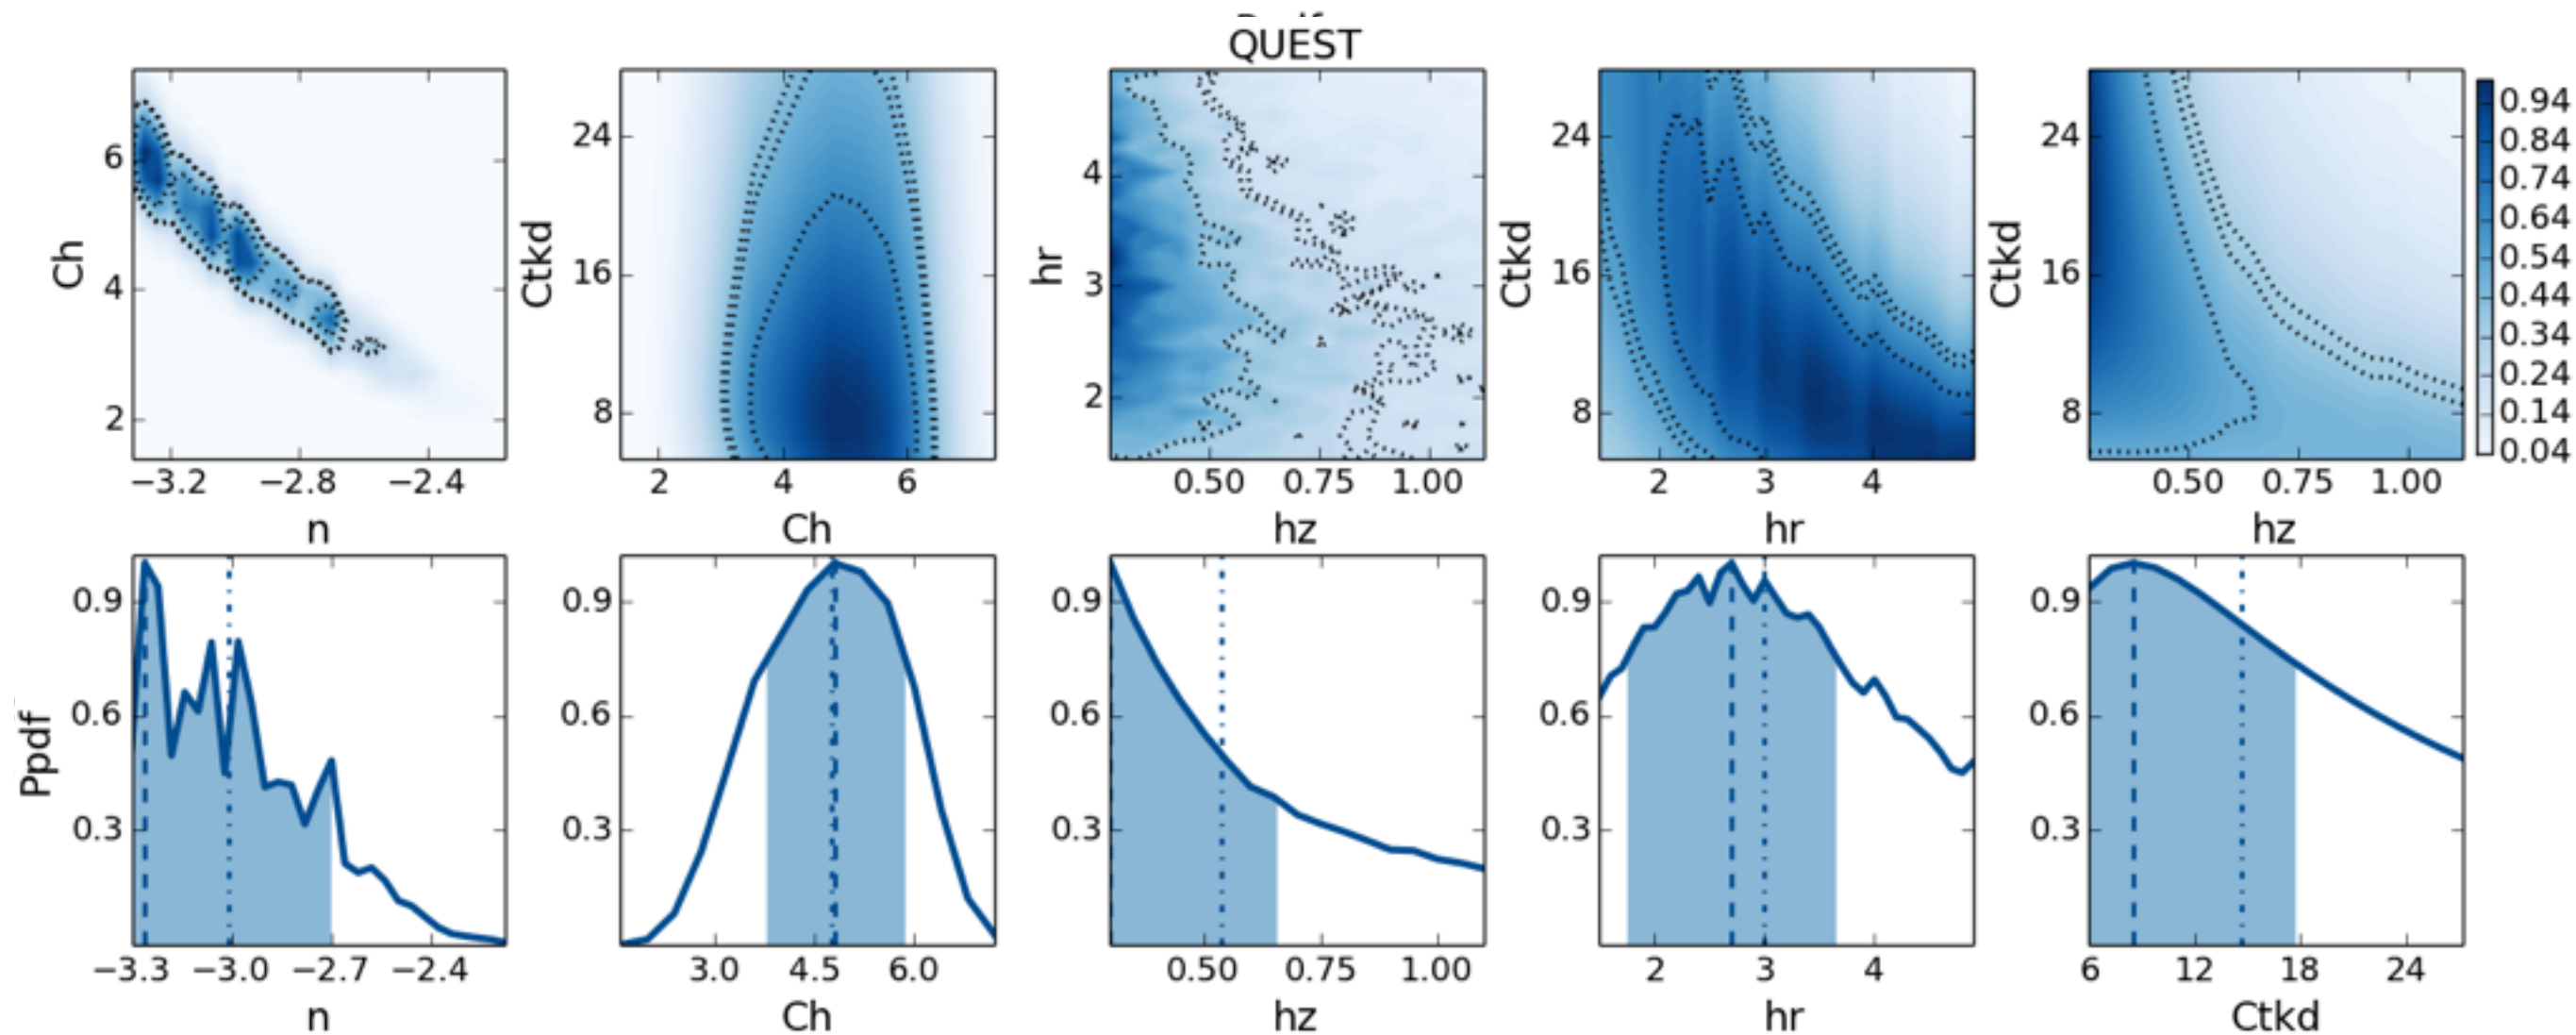 QUEST
Ch
6
4
2
−3.2 −2.8 −2.4
n
Ctkd
24
16
8
2 4 6
Ch
hr
4
3
2
0.50 0.75 1.00
hz
Ctkd
24
16
8
2 3 4
hr
Ctkd
24
16
8
0.50 0.75 1.00
hz
0.94
0.84
0.74
0.64
0.54
0.44
0.34
0.24
0.14
0.04
Ppdf
0.9
0.6
0.3
−3.3 −3.0 −2.7 −2.4
n
0.9
0.6
0.3
3.0 4.5 6.0
Ch
0.9
0.6
0.3
0.50 0.75 1.00
hz
0.9
0.6
0.3
2 3 4
hr
0.9
0.6
0.3
6 12 18 24
Ctkd